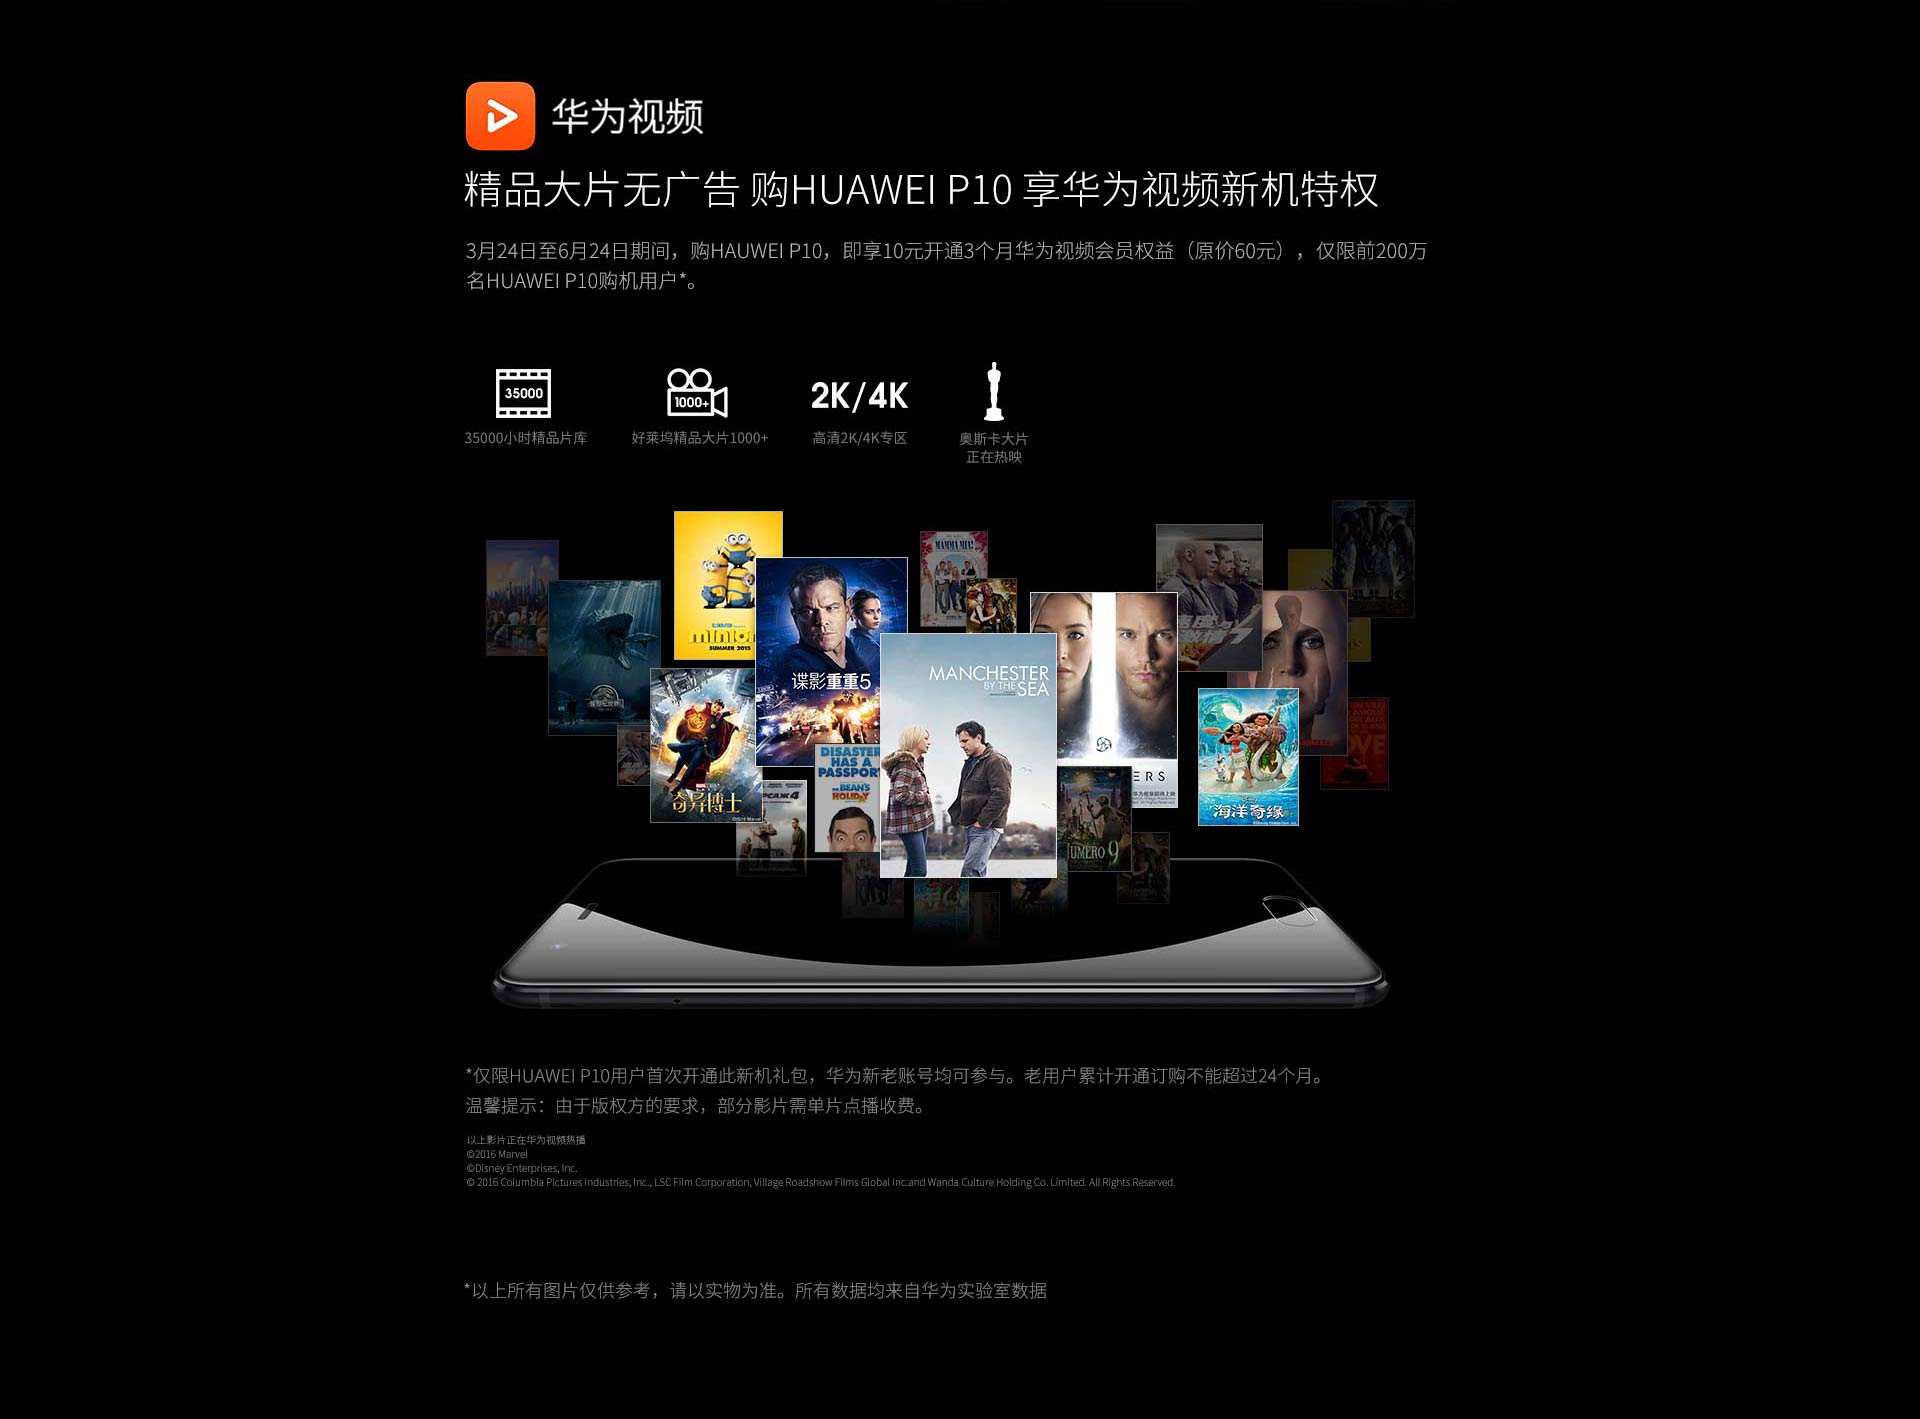 华为视频
精品大片无广告 购HUAWEI P10 享华为视频新机特权
3月24日至6月24日期间，购HAUWEI P10，即享10元开通3个月华为视频会员权益（原价60元），仅限前200万
名HUAWEI P10购机用户*。
35000
1000+
2K/4K
35000小时精品片库
好莱坞精品大片1000+
高清2K/4K专区
奥斯卡大片
正在热映
MAMMA MIA!
SUMMER 2015
谍影重重5
MANCHESTER
BY THE SEA
DISASTER
HAS A
PASSPORT
BEAN'S
HOLIDAY
奇异博士
海洋奇缘
ERS
NUMERO 9
*仅限HUAWEI P10用户首次开通此新机礼包，华为新老账号均可参与。老用户累计开通订购不能超过24个月。
温馨提示：由于版权方的要求，部分影片需单片点播收费。
以上影片正在华为视频热播
©2016 Marvel
©Disney Enterprises, Inc.
© 2016 Columbia Pictures Industries, Inc., LSC Film Corporation, Village Roadshow Films Global Inc.and Wanda Culture Holding Co. Limited. All Rights Reserved.
*以上所有图片仅供参考，请以实物为准。所有数据均来自华为实验室数据